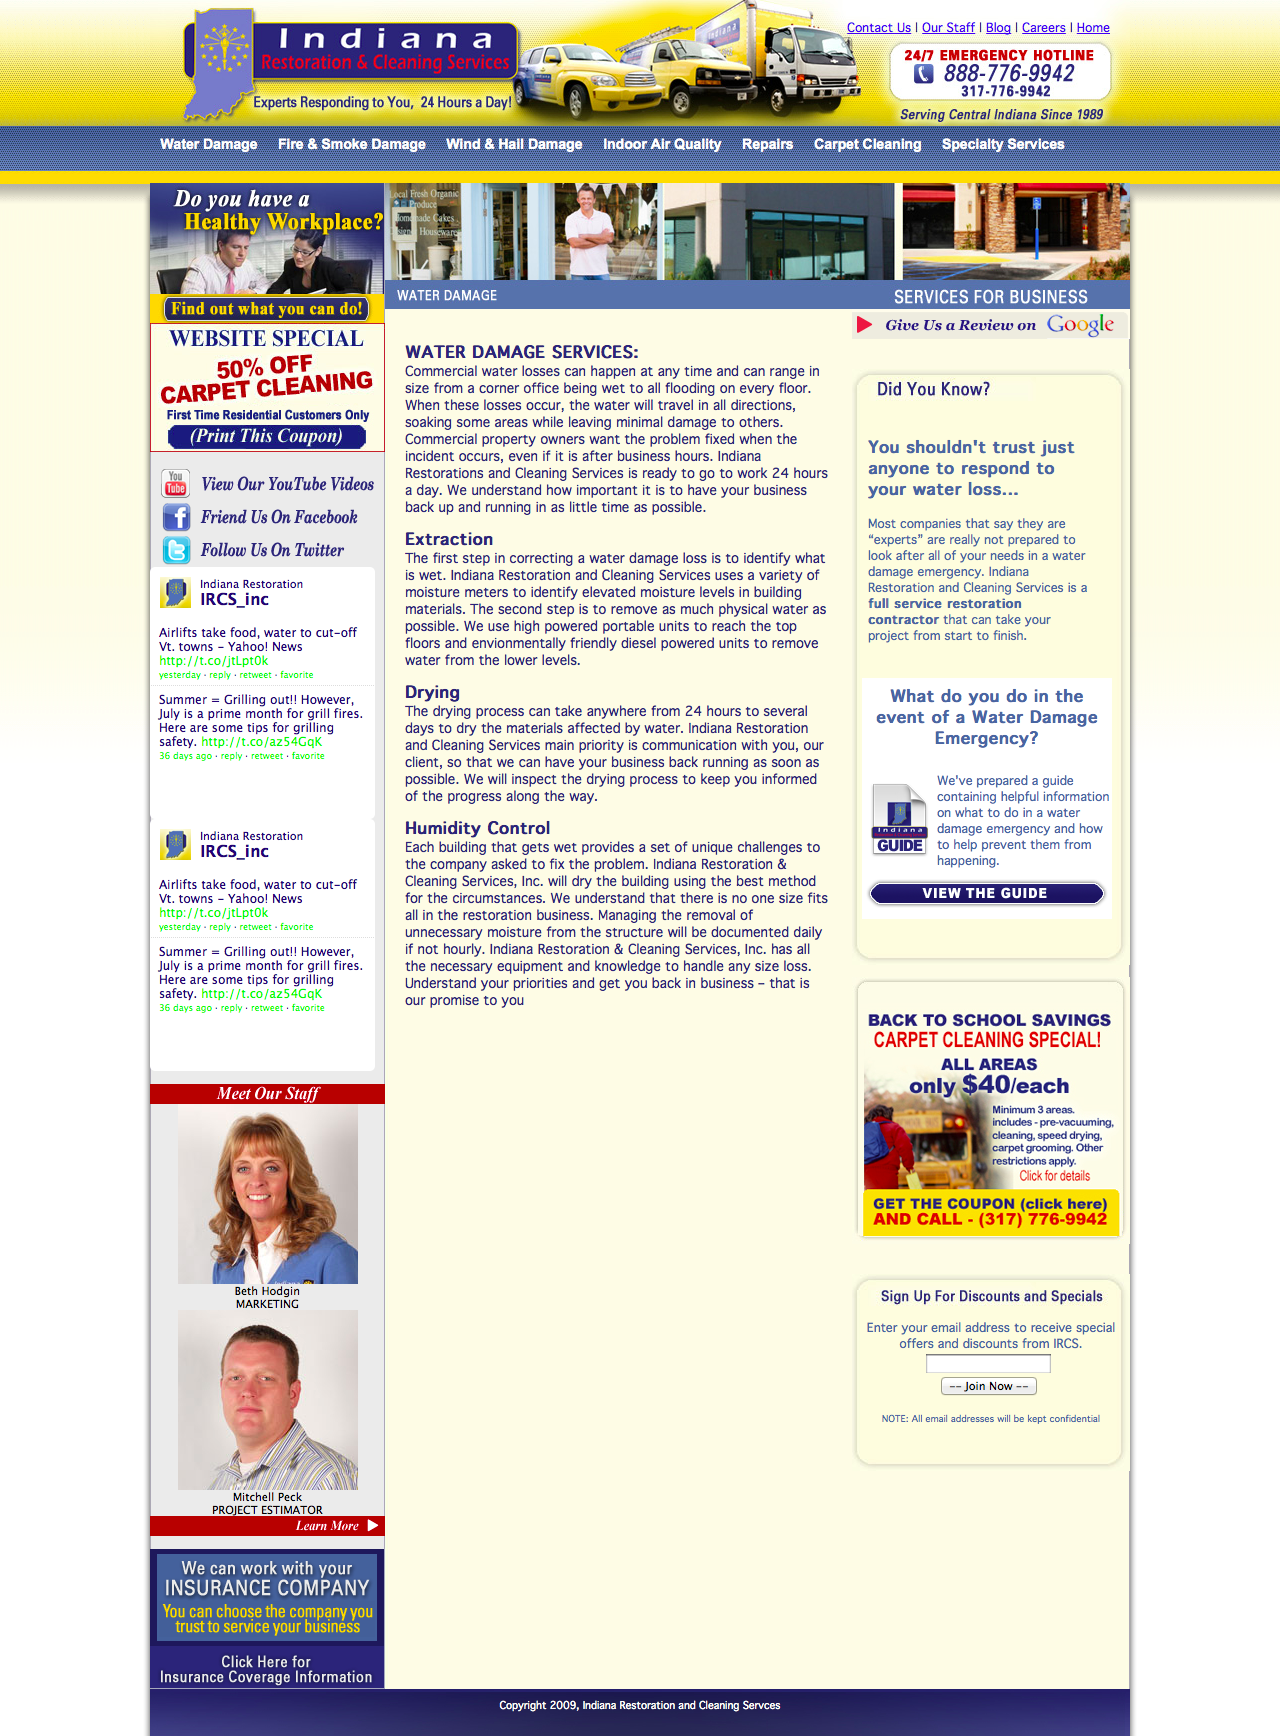 Indiana
Restoration & Cleaning Services
Experts Responding to You, 24 Hours a Day!
Contact Us | Our Staff | Blog | Careers | Home
24/7 EMERGENCY HOTLINE
888-776-9942
317-776-9942
Serving Central Indiana Since 1989
Water Damage Fire & Smoke Damage Wind & Hail Damage Indoor Air Quality Repairs Carpet Cleaning Specialty Services
Do you have a
Healthy Workplace?
Find out what you can do!
WEBSITE SPECIAL
50% OFF
CARPET CLEANING
First Time Residential Customers Only
(Print This Coupon)
You
Tube
View Our YouTube Videos
Friend Us On Facebook
Follow Us On Twitter
Indiana Restoration
IRCS_inc
Airlifts take food, water to cut-off
Vt. towns - Yahoo! News
http://t.co/jtLpt0k
yesterday · reply · retweet · favorite
Summer = Grilling out!! However,
July is a prime month for grill fires.
Here are some tips for grilling
safety. http://t.co/az54GqK
36 days ago · reply · retweet · favorite
Indiana Restoration
IRCS_inc
Airlifts take food, water to cut-off
Vt. towns - Yahoo! News
http://t.co/jtLpt0k
yesterday · reply · retweet · favorite
Summer = Grilling out!! However,
July is a prime month for grill fires.
Here are some tips for grilling
safety. http://t.co/az54GqK
36 days ago · reply · retweet · favorite
Meet Our Staff
Beth Hodgin
MARKETING
Mitchell Peck
PROJECT ESTIMATOR
Learn More
We can work with your
INSURANCE COMPANY
You can choose the company you
trust to service your business
Click Here for
Insurance Coverage Information
Local Fresh Organic
Produce
Homemade Cakes
WATER DAMAGE
SERVICES FOR BUSINESS
WATER DAMAGE SERVICES:
Commercial water losses can happen at any time and can range in
size from a corner office being wet to all flooding on every floor.
When these losses occur, the water will travel in all directions,
soaking some areas while leaving minimal damage to others.
Commercial property owners want the problem fixed when the
incident occurs, even if it is after business hours. Indiana
Restorations and Cleaning Services is ready to go to work 24 hours
a day. We understand how important it is to have your business
back up and running in as little time as possible.
Extraction
The first step in correcting a water damage loss is to identify what
is wet. Indiana Restoration and Cleaning Services uses a variety of
moisture meters to identify elevated moisture levels in building
materials. The second step is to remove as much physical water as
possible. We use high powered portable units to reach the top
floors and envionmentally friendly diesel powered units to remove
water from the lower levels.
Drying
The drying process can take anywhere from 24 hours to several
days to dry the materials affected by water. Indiana Restoration
and Cleaning Services main priority is communication with you, our
client, so that we can have your business back running as soon as
possible. We will inspect the drying process to keep you informed
of the progress along the way.
Humidity Control
Each building that gets wet provides a set of unique challenges to
the company asked to fix the problem. Indiana Restoration &
Cleaning Services, Inc. will dry the building using the best method
for the circumstances. We understand that there is no one size fits
all in the restoration business. Managing the removal of
unnecessary moisture from the structure will be documented daily
if not hourly. Indiana Restoration & Cleaning Services, Inc. has all
the necessary equipment and knowledge to handle any size loss.
Understand your priorities and get you back in business – that is
our promise to you
Give Us a Review on Google
Did You Know?
You shouldn't trust just
anyone to respond to
your water loss...
Most companies that say they are
“experts” are really not prepared to
look after all of your needs in a water
damage emergency. Indiana
Restoration and Cleaning Services is a
full service restoration
contractor that can take your
project from start to finish.
What do you do in the
event of a Water Damage
Emergency?
Indiana
GUIDE
We've prepared a guide
containing helpful information
on what to do in a water
damage emergency and how
to help prevent them from
happening.
VIEW THE GUIDE
BACK TO SCHOOL SAVINGS
CARPET CLEANING SPECIAL!
ALL AREAS
only $40/each
Minimum 3 areas.
includes - pre-vacuuming,
cleaning, speed drying,
carpet grooming. Other
restrictions apply.
Click for details
GET THE COUPON (click here)
AND CALL - (317) 776-9942
Sign Up For Discounts and Specials
Enter your email address to receive special
offers and discounts from IRCS.
-- Join Now --
NOTE: All email addresses will be kept confidential
Copyright 2009, Indiana Restoration and Cleaning Servces